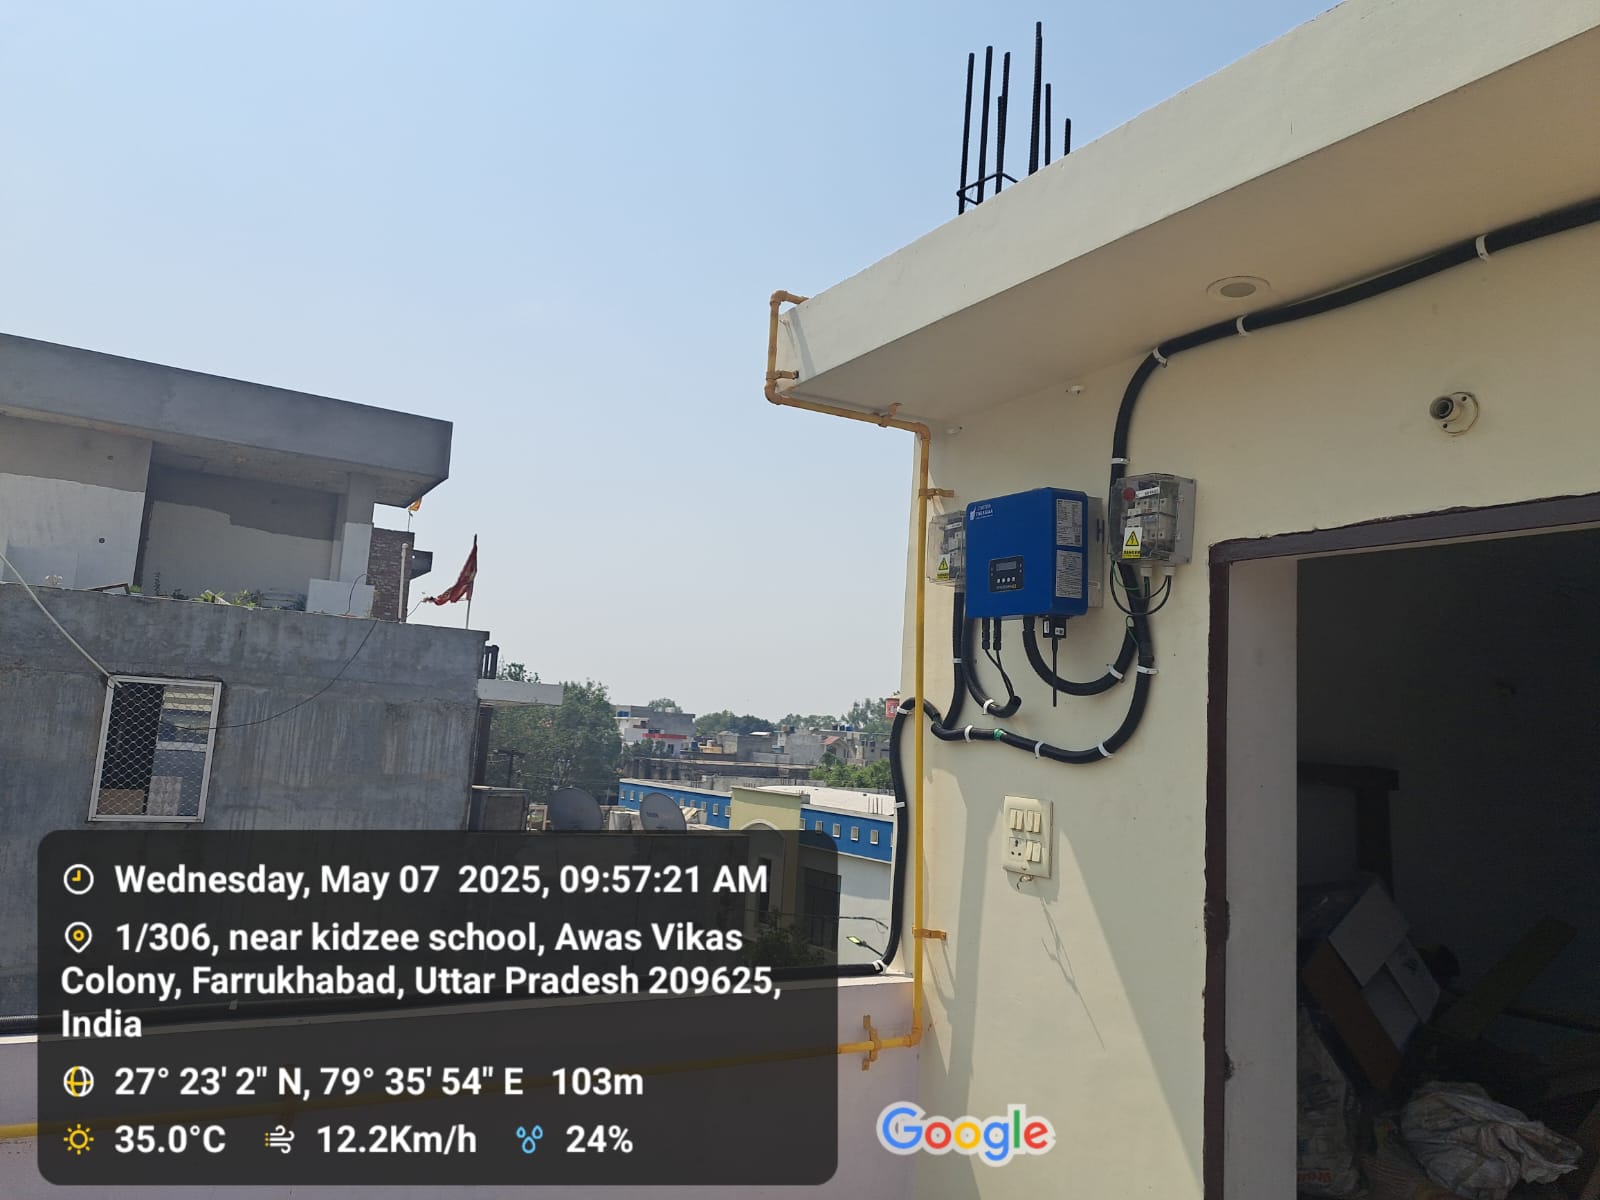 Wednesday, May 07 2025, 09:57:21 AM
1/306, near kidzee school, Awas Vikas
Colony, Farrukhabad, Uttar Pradesh 209625,
India
27° 23' 2" N, 79° 35' 54" E 103m
35.0°C 12.2Km/h 24%
Google
DANGER